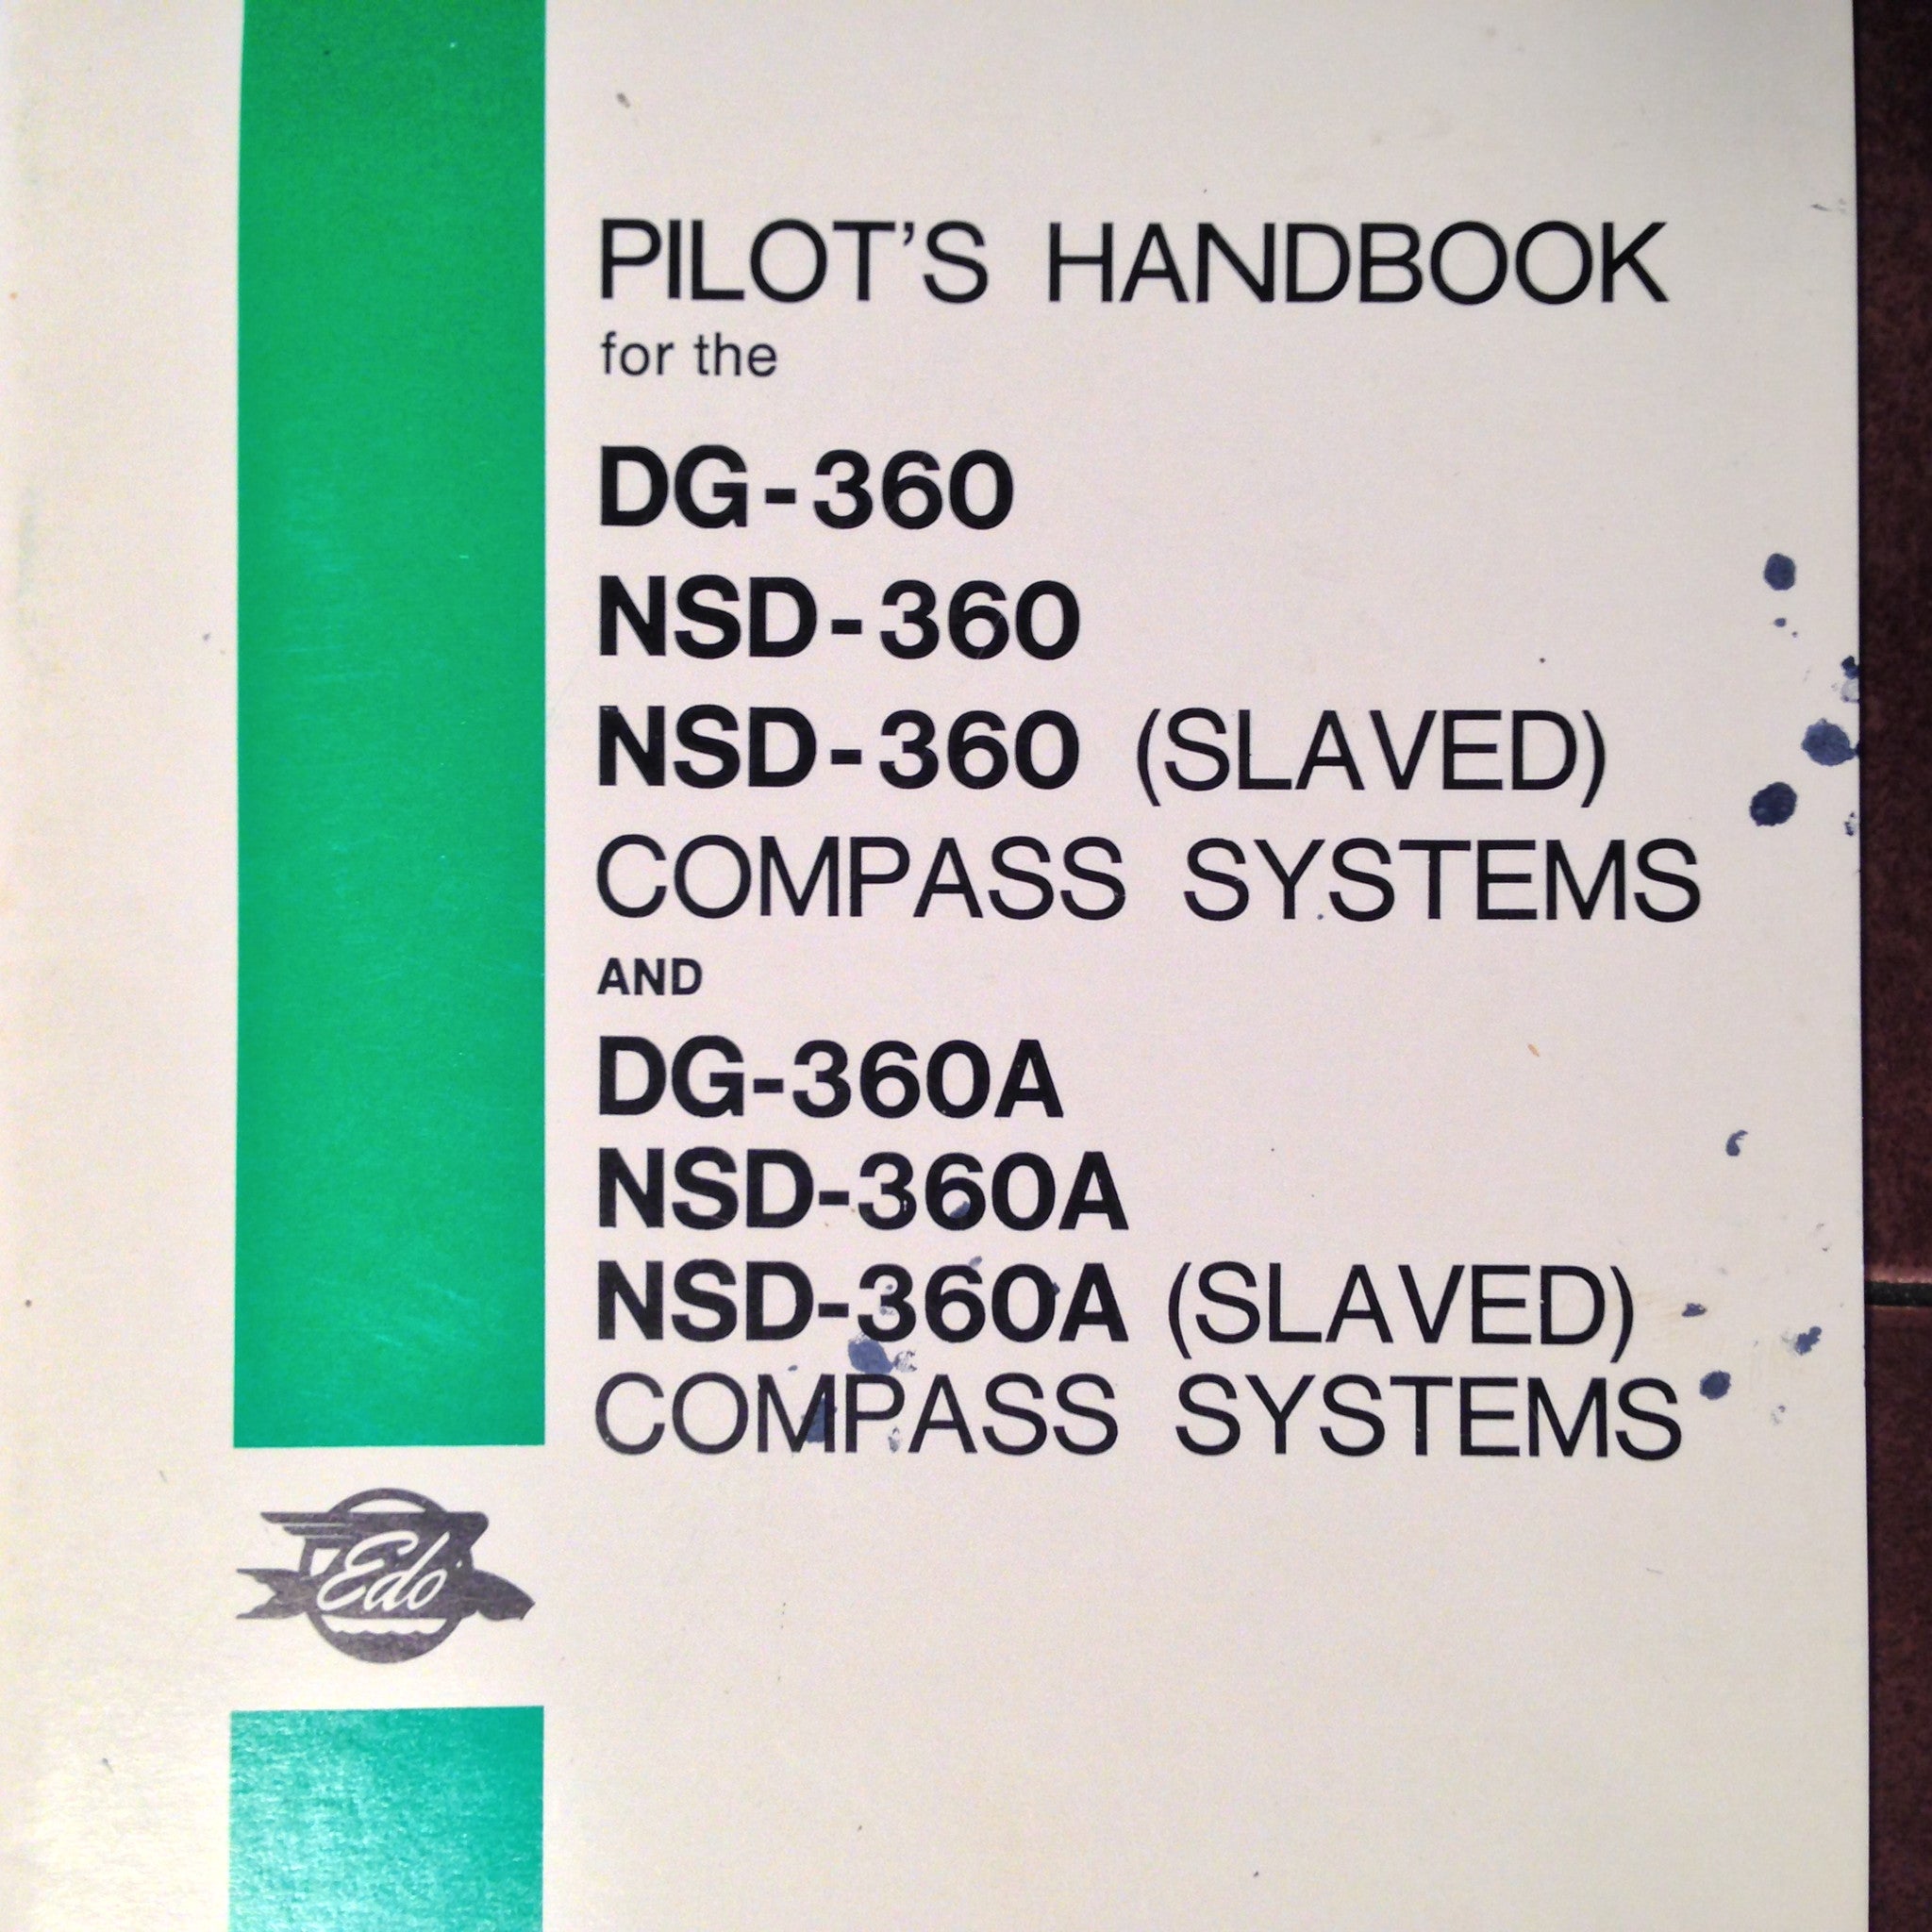 PILOT'S HANDBOOK
for the
DG-360
NSD-360
NSD-360 (SLAVED)
COMPASS SYSTEMS
AND
DG-360A
NSD-360A
NSD-360A (SLAVED)
COMPASS SYSTEMS
Edo